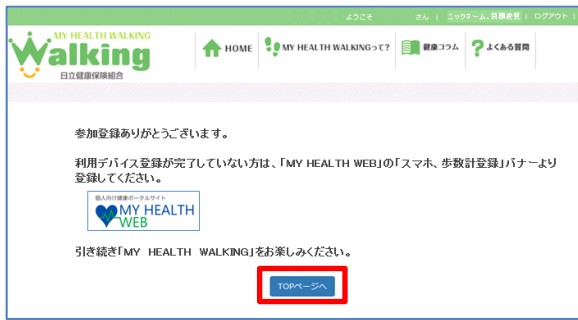 ようこそ さん | ニックネーム、目標変更 | ログアウト |
MY HEALTH WALKING
Walking
日立健康保険組合
HOME
MY HEALTH WALKINGって？
健康コラム
よくある質問
参加登録ありがとうございます。
利用デバイス登録が完了していない方は、「MY HEALTH WEB」の「スマホ、歩数計登録」バナーより
登録してください。
個人向け健康ポータルサイト
MY HEALTH
WEB
引き続き「MY HEALTH WALKING」をお楽しみください。
TOPページへ